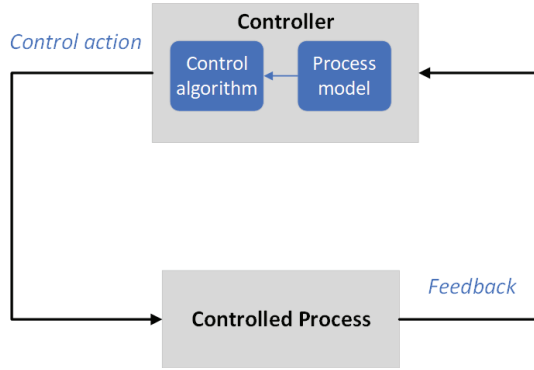 Controller
Control action
Control
algorithm
Process
model
Feedback
Controlled Process